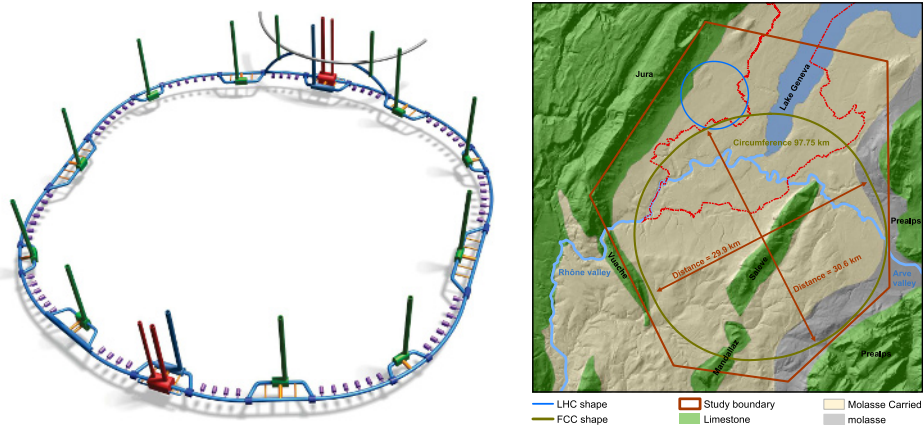 Jura
Lake Geneva
Circumference 97.75 km
Prealps
Rhône valley
Vuache
Distance = 29.9 km
Salève
Distance = 30.6 km
Arve
valley
Mandallaz
Prealps
LHC shape
Study boundary
Molasse Carried
FCC shape
Limestone
molasse